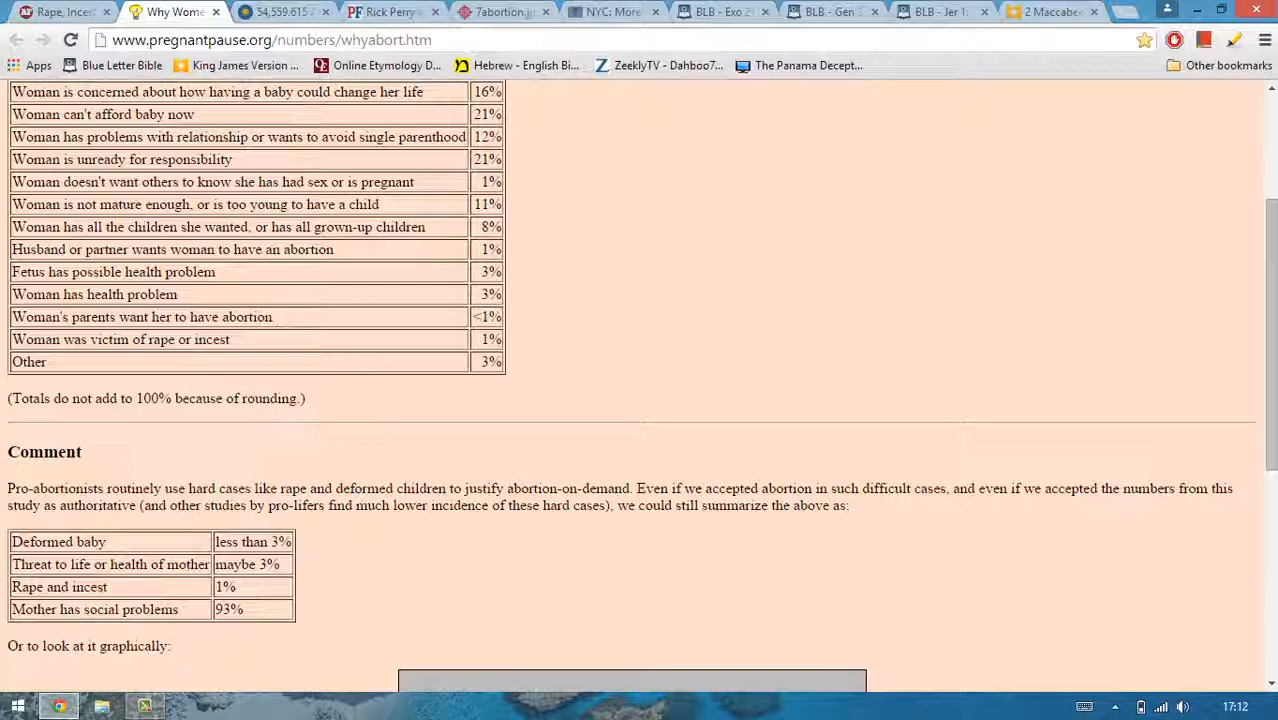 Rape, Ince
Why Wome
54,559,615
Rick Perry
7abortion.j
NYC: More
BLB - Exo 2
BLB - Gen
BLB - Jer 1
2 Maccabe
www.pregnantpause.org/numbers/whyabort.htm
Apps Blue Letter Bible King James Version ... Online Etymology D... Hebrew - English Bi... ZeeklyTV - Dahboo7... The Panama Decept... Other bookmarks
Woman is concerned about how having a baby could change her life 16%
Woman can't afford baby now 21%
Woman has problems with relationship or wants to avoid single parenthood 12%
Woman is unready for responsibility 21%
Woman doesn't want others to know she has had sex or is pregnant 1%
Woman is not mature enough, or is too young to have a child 11%
Woman has all the children she wanted, or has all grown-up children 8%
Husband or partner wants woman to have an abortion 1%
Fetus has possible health problem 3%
Woman has health problem 3%
Woman's parents want her to have abortion <1%
Woman was victim of rape or incest 1%
Other 3%
(Totals do not add to 100% because of rounding.)
Comment
Pro-abortionists routinely use hard cases like rape and deformed children to justify abortion-on-demand. Even if we accepted abortion in such difficult cases, and even if we accepted the numbers from this
study as authoritative (and other studies by pro-lifers find much lower incidence of these hard cases), we could still summarize the above as:
Deformed baby less than 3%
Threat to life or health of mother maybe 3%
Rape and incest 1%
Mother has social problems 93%
Or to look at it graphically:
17:12